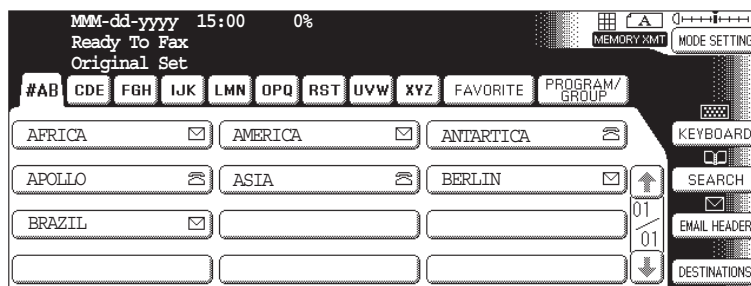 MMM-dd-yyyy 15:00 0%
Ready To Fax
Original Set
A
MEMORY XMT
MODE SETTING
#AB CDE FGH IJK LMN OPQ RST UVW XYZ FAVORITE PROGRAM/
GROUP
AFRICA AMERICA ANTARTICA
KEYBOARD
APOLLO ASIA BERLIN
SEARCH
BRAZIL
01
01
EMAIL HEADER
DESTINATIONS